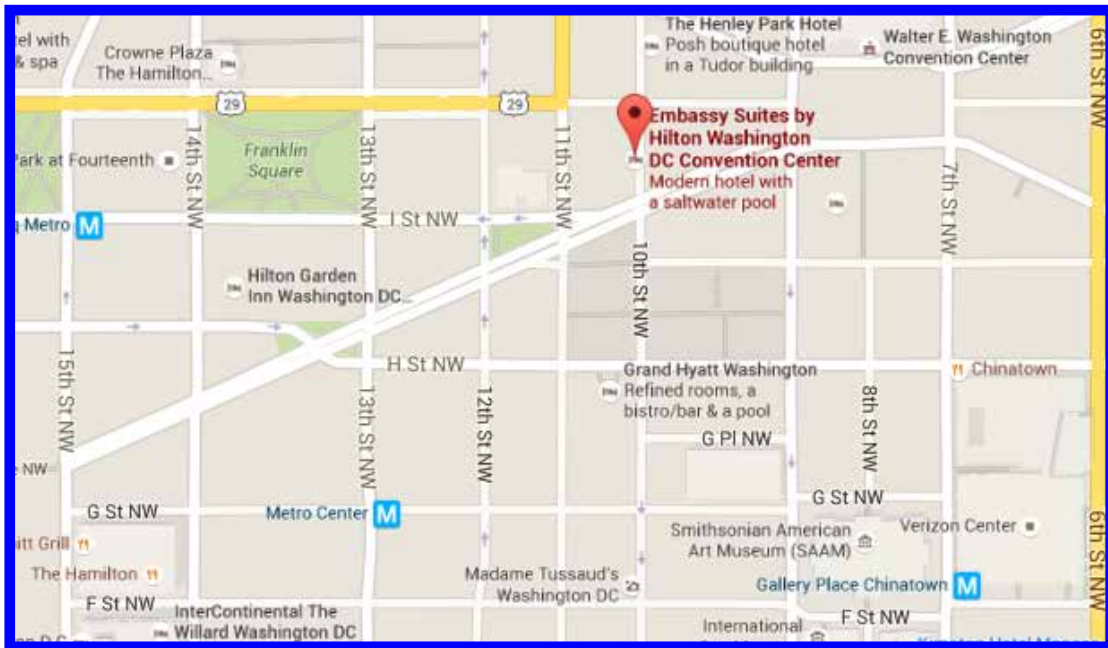 tel with
& spa
Crowne Plaza
The Hamilton...
The Henley Park Hotel
Posh boutique hotel
in a Tudor building
Walter E. Washington
Convention Center
6th St NW
29
29
Embassy Suites by
Hilton Washington
DC Convention Center
Modern hotel with
a saltwater pool
14th St NW
13th St NW
11th St NW
7th St NW
Park at Fourteenth
Franklin
Square
q Metro M
I St NW
10th St NW
Hilton Garden
Inn Washington DC...
15th St NW
H St NW
13th St NW
12th St NW
Grand Hyatt Washington
Refined rooms, a
bistro/bar & a pool
Chinatown
8th St NW
G Pl NW
NW
G St NW
Metro Center M
G St NW
Smithsonian American
Art Museum (SAAM)
Verizon Center
6th St NW
itt Grill
The Hamilton
Madame Tussaud's
Washington DC
Gallery Place Chinatown M
F St NW
InterContinental The
Willard Washington DC
International
F St NW